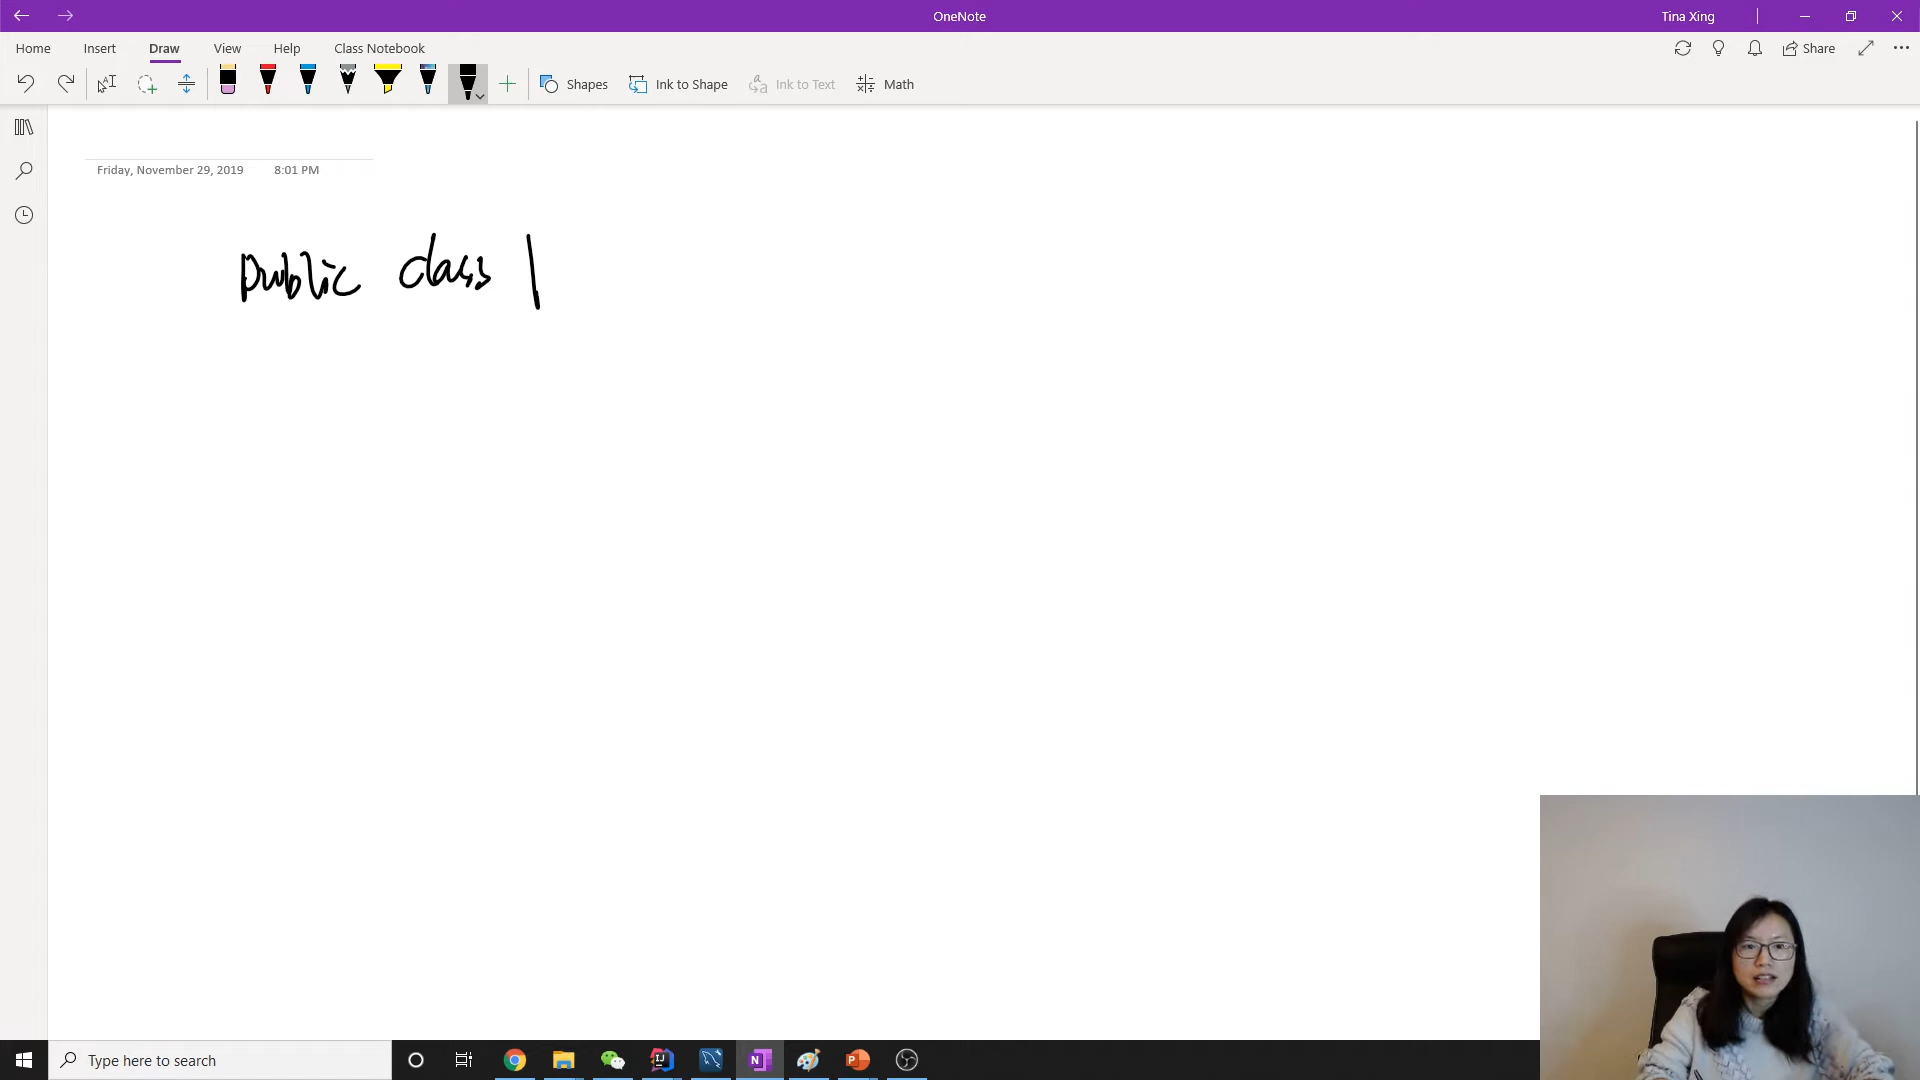 OneNote
Tina Xing
Home Insert Draw View Help Class Notebook
Share
Shapes Ink to Shape Ink to Text Math
Friday, November 29, 2019 8:01 PM
public class
Type here to search